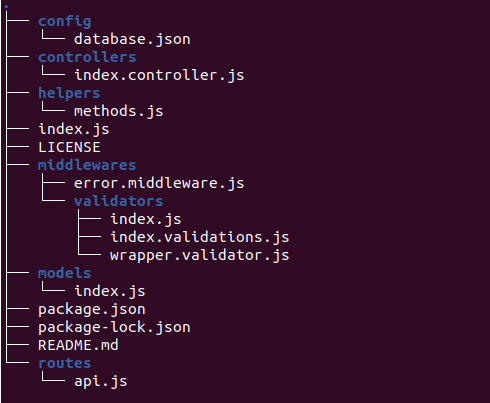 .
├── config
│   └── database.json
├── controllers
│   └── index.controller.js
├── helpers
│   └── methods.js
├── index.js
├── LICENSE
├── middlewares
│   ├── error.middleware.js
│   └── validators
│       ├── index.js
│       ├── index.validations.js
│       └── wrapper.validator.js
├── models
│   └── index.js
├── package.json
├── package-lock.json
├── README.md
└── routes
    └── api.js